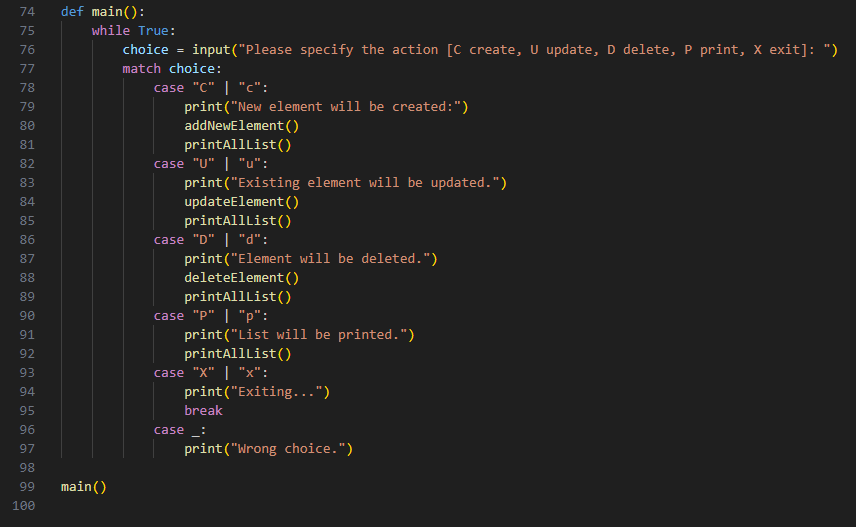 74 def main():
75 while True:
76 choice = input("Please specify the action [C create, U update, D delete, P print, X exit]: ")
77 match choice:
78 case "C" | "c":
79 print("New element will be created:")
80 addNewElement()
81 printAllList()
82 case "U" | "u":
83 print("Existing element will be updated.")
84 updateElement()
85 printAllList()
86 case "D" | "d":
87 print("Element will be deleted.")
88 deleteElement()
89 printAllList()
90 case "P" | "p":
91 print("List will be printed.")
92 printAllList()
93 case "X" | "x":
94 print("Exiting...")
95 break
96 case _:
97 print("Wrong choice.")
98
99 main()
100